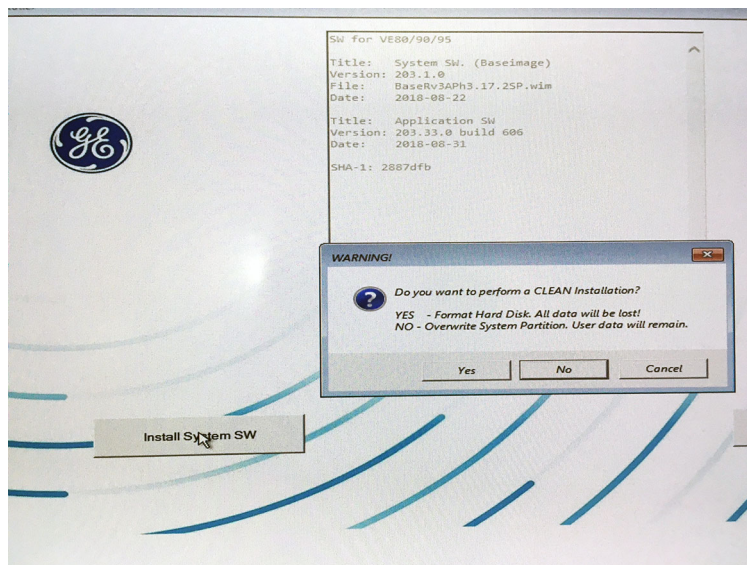 SW for VE80/90/95
Title: System SW. (Baseimage)
Version: 203.1.0
File: BaseRv3APh3.17.2SP.wim
Date: 2018-08-22
Title: Application SW
Version: 203.33.0 build 606
Date: 2018-08-31
SHA-1: 2887dfb
GE
WARNING!
Do you want to perform a CLEAN Installation?
YES - Format Hard Disk. All data will be lost!
NO - Overwrite System Partition. User data will remain.
Yes No Cancel
Install System SW